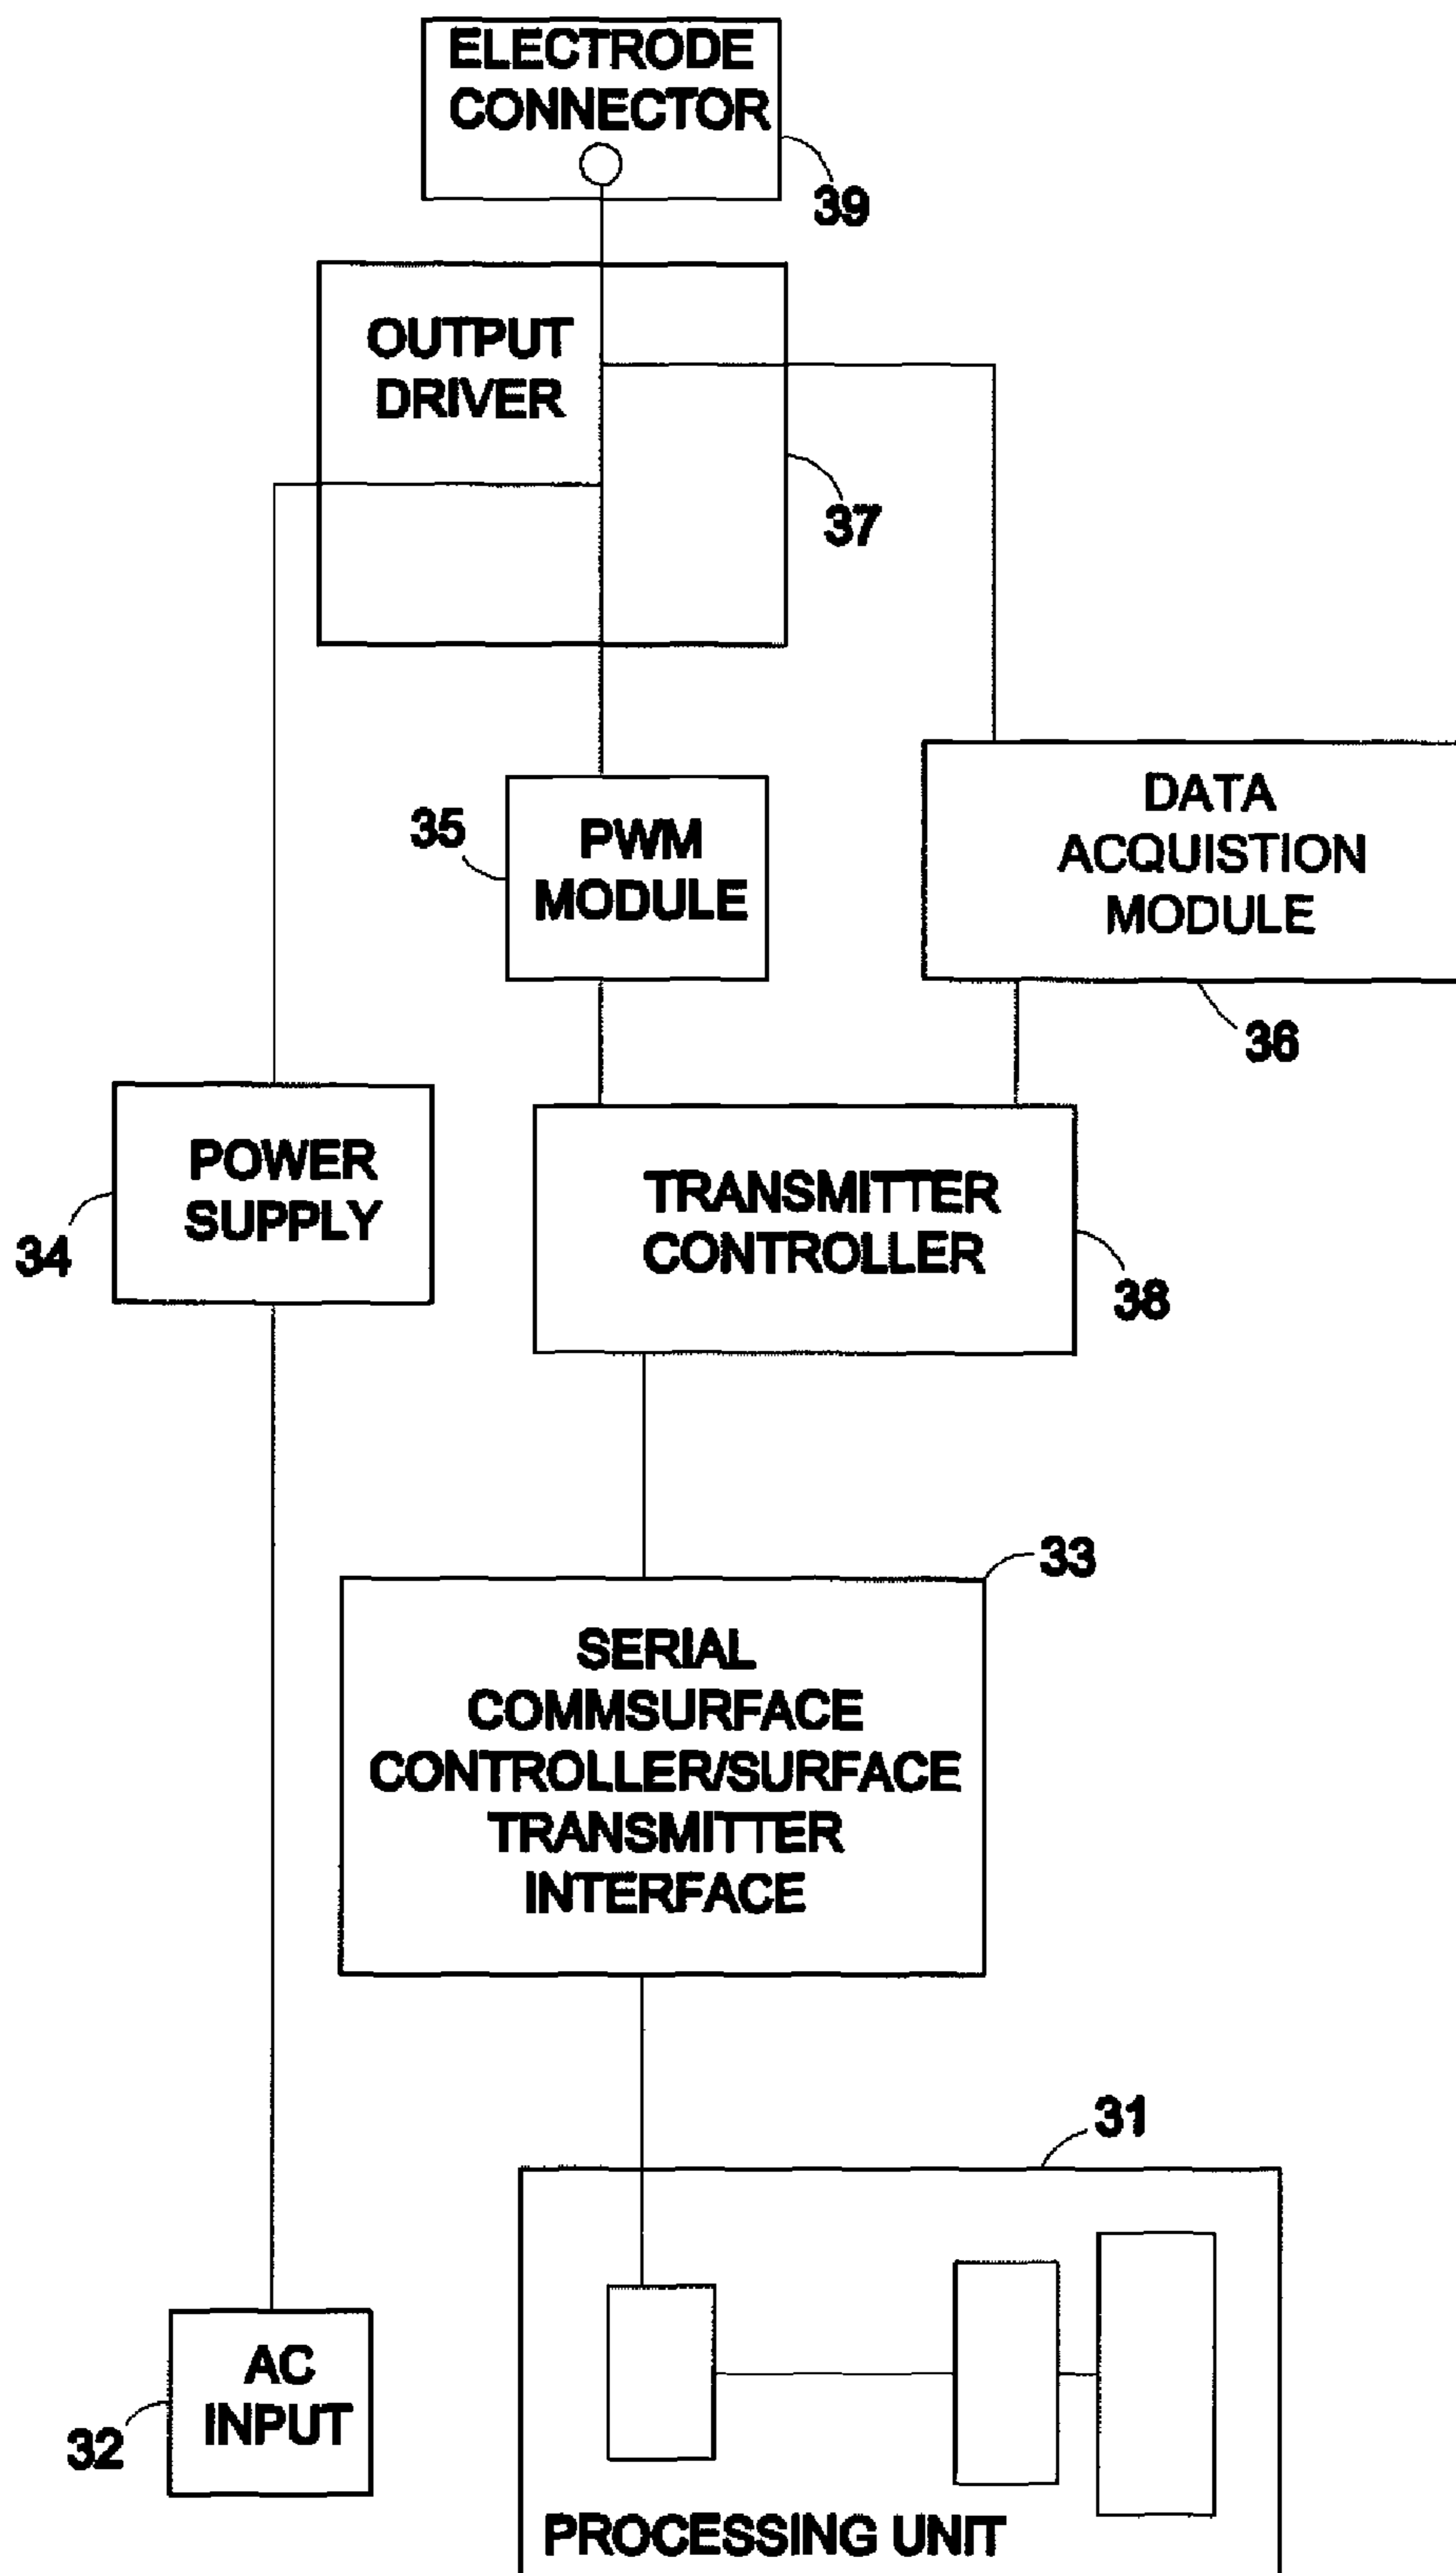 ELECTRODE
CONNECTOR
39
OUTPUT
DRIVER
37
35
PWM
MODULE
DATA
ACQUISTION
MODULE
36
POWER
SUPPLY
34
TRANSMITTER
CONTROLLER
38
33
SERIAL
COMMSURFACE
CONTROLLER/SURFACE
TRANSMITTER
INTERFACE
31
AC
INPUT
32
PROCESSING UNIT